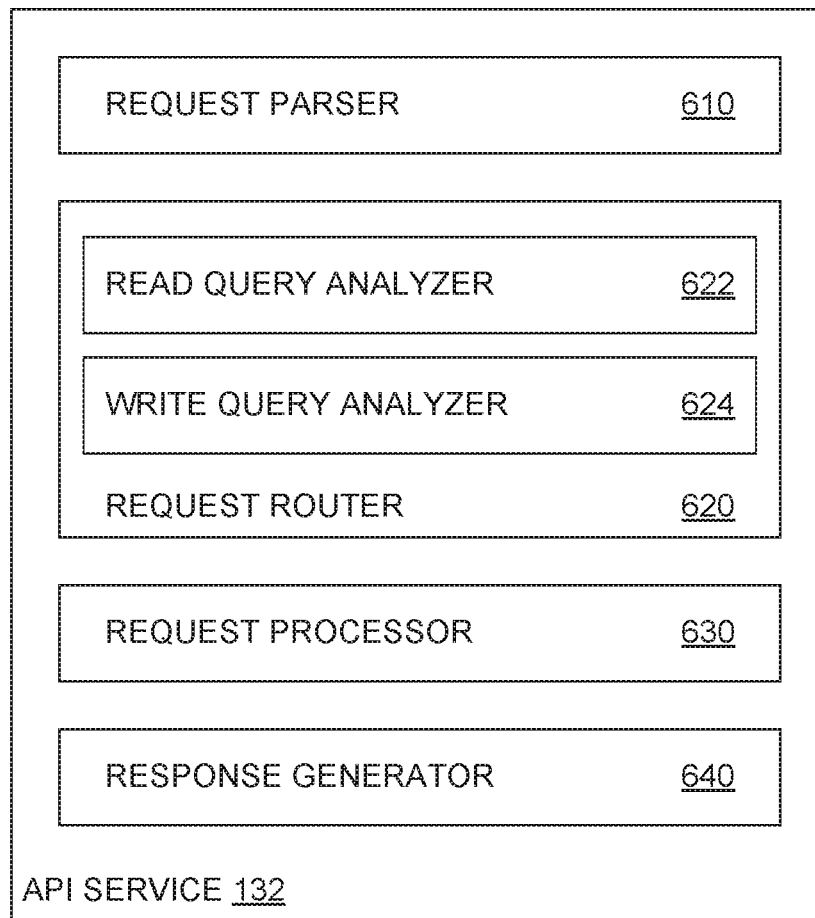 REQUEST PARSER 610
READ QUERY ANALYZER 622
WRITE QUERY ANALYZER 624
REQUEST ROUTER 620
REQUEST PROCESSOR 630
RESPONSE GENERATOR 640
API SERVICE 132